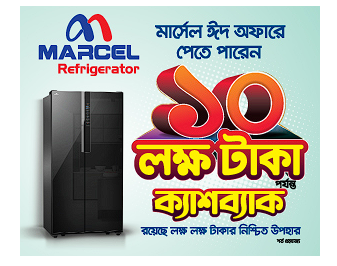 MARCEL
Refrigerator
মার্সেল ঈদ অফারে
পেতে পারেন
১০
লক্ষ টাকা
পর্যন্ত
ক্যাশব্যাক
রয়েছে লক্ষ লক্ষ টাকার নিশ্চিত উপহার
শর্ত প্রযোজ্য